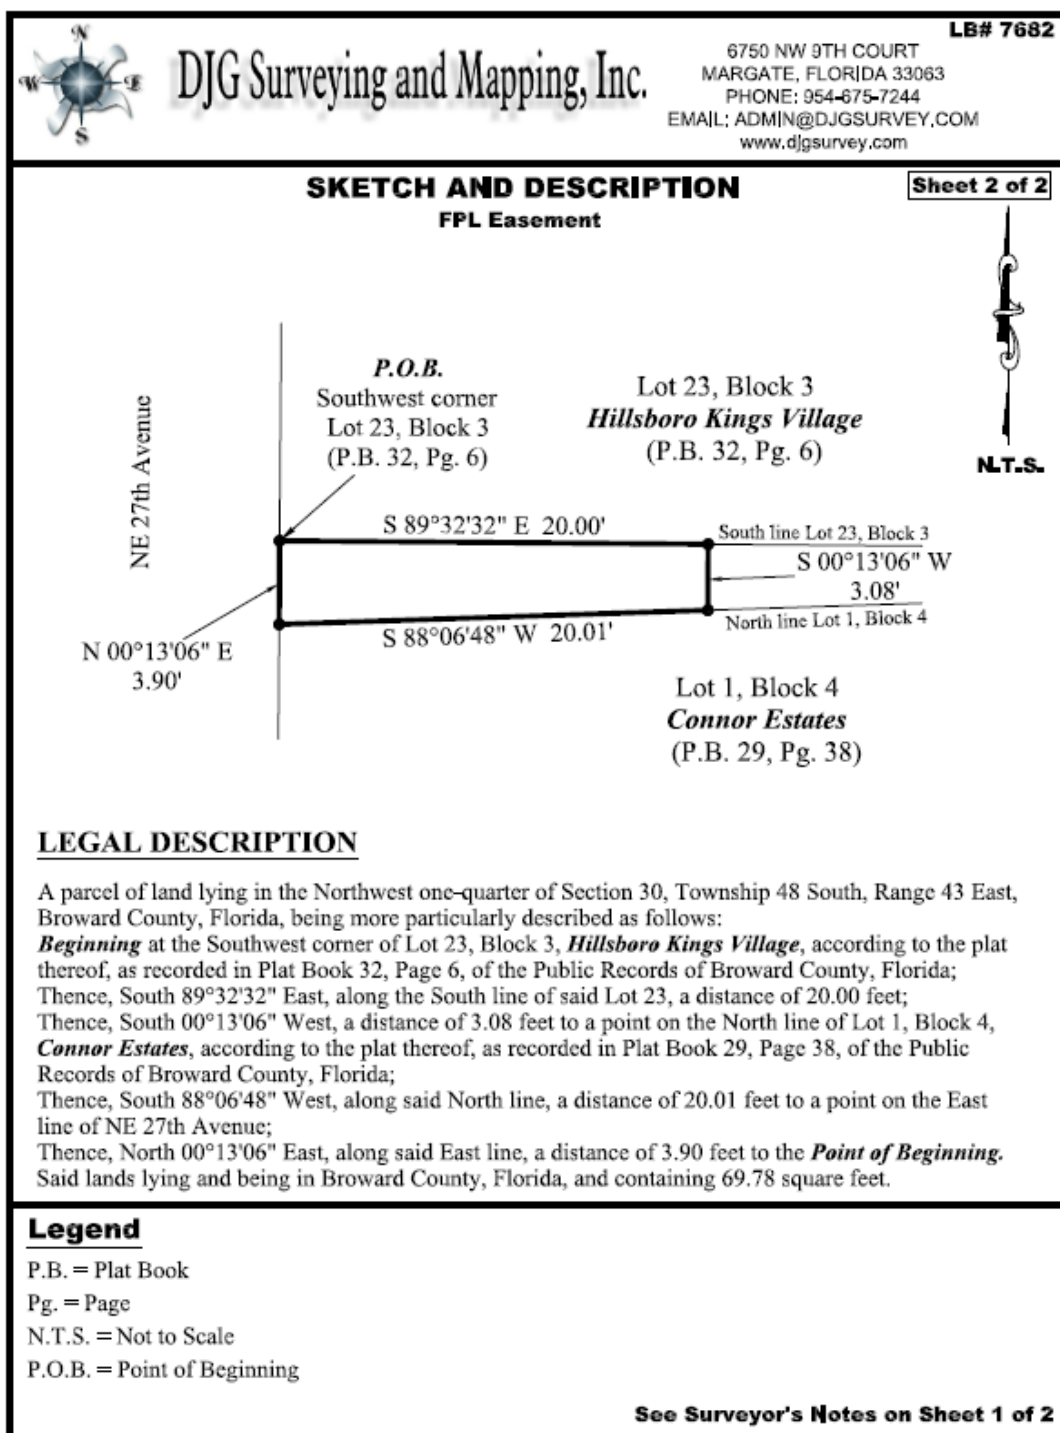 N
W
E
S
DJG Surveying and Mapping, Inc.
LB# 7682
6750 NW 9TH COURT
MARGATE, FLORIDA 33063
PHONE: 954-675-7244
EMAIL: ADMIN@DJGSURVEY.COM
www.djgsurvey.com
SKETCH AND DESCRIPTION
FPL Easement
Sheet 2 of 2
N.T.S.
NE 27th Avenue
P.O.B.
Southwest corner
Lot 23, Block 3
(P.B. 32, Pg. 6)
Lot 23, Block 3
Hillsboro Kings Village
(P.B. 32, Pg. 6)
S 89°32'32" E 20.00'
South line Lot 23, Block 3
S 00°13'06" W
3.08'
North line Lot 1, Block 4
S 88°06'48" W 20.01'
N 00°13'06" E
3.90'
Lot 1, Block 4
Connor Estates
(P.B. 29, Pg. 38)
LEGAL DESCRIPTION
A parcel of land lying in the Northwest one-quarter of Section 30, Township 48 South, Range 43 East,
Broward County, Florida, being more particularly described as follows:
Beginning at the Southwest corner of Lot 23, Block 3, Hillsboro Kings Village, according to the plat
thereof, as recorded in Plat Book 32, Page 6, of the Public Records of Broward County, Florida;
Thence, South 89°32'32" East, along the South line of said Lot 23, a distance of 20.00 feet;
Thence, South 00°13'06" West, a distance of 3.08 feet to a point on the North line of Lot 1, Block 4,
Connor Estates, according to the plat thereof, as recorded in Plat Book 29, Page 38, of the Public
Records of Broward County, Florida;
Thence, South 88°06'48" West, along said North line, a distance of 20.01 feet to a point on the East
line of NE 27th Avenue;
Thence, North 00°13'06" East, along said East line, a distance of 3.90 feet to the Point of Beginning.
Said lands lying and being in Broward County, Florida, and containing 69.78 square feet.
Legend
P.B. = Plat Book
Pg. = Page
N.T.S. = Not to Scale
P.O.B. = Point of Beginning
See Surveyor's Notes on Sheet 1 of 2